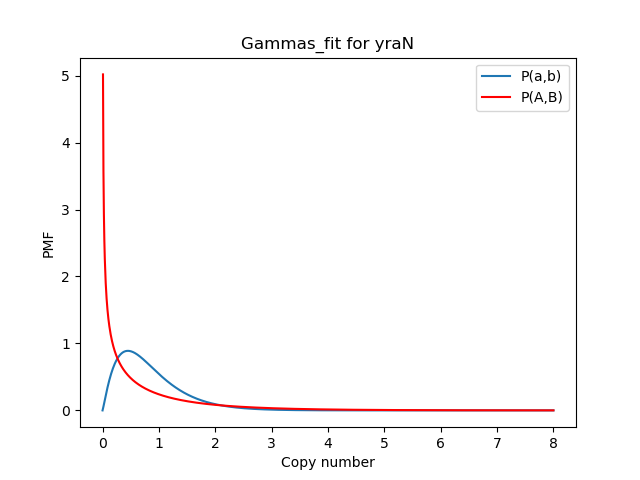 Gammas_fit for yraN
P(a,b)
P(A,B)
PMF
5
4
3
2
1
0
0 1 2 3 4 5 6 7 8
Copy number